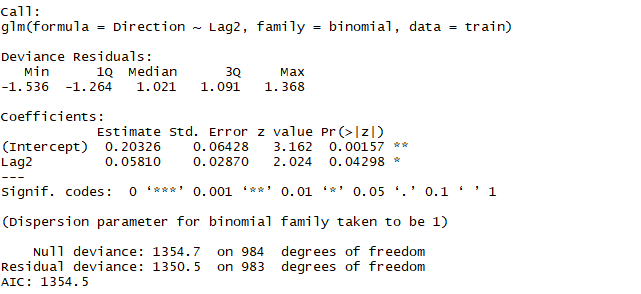 Call:
glm(formula = Direction ~ Lag2, family = binomial, data = train)
Deviance Residuals:
Min 1Q Median 3Q Max
-1.536 -1.264 1.021 1.091 1.368
Coefficients:
Estimate Std. Error z value Pr(>|z|)
(Intercept) 0.20326 0.06428 3.162 0.00157 **
Lag2 0.05810 0.02870 2.024 0.04298 *
---
Signif. codes: 0 ‘***’ 0.001 ‘**’ 0.01 ‘*’ 0.05 ‘.’ 0.1 ‘ ’ 1
(Dispersion parameter for binomial family taken to be 1)
Null deviance: 1354.7 on 984 degrees of freedom
Residual deviance: 1350.5 on 983 degrees of freedom
AIC: 1354.5